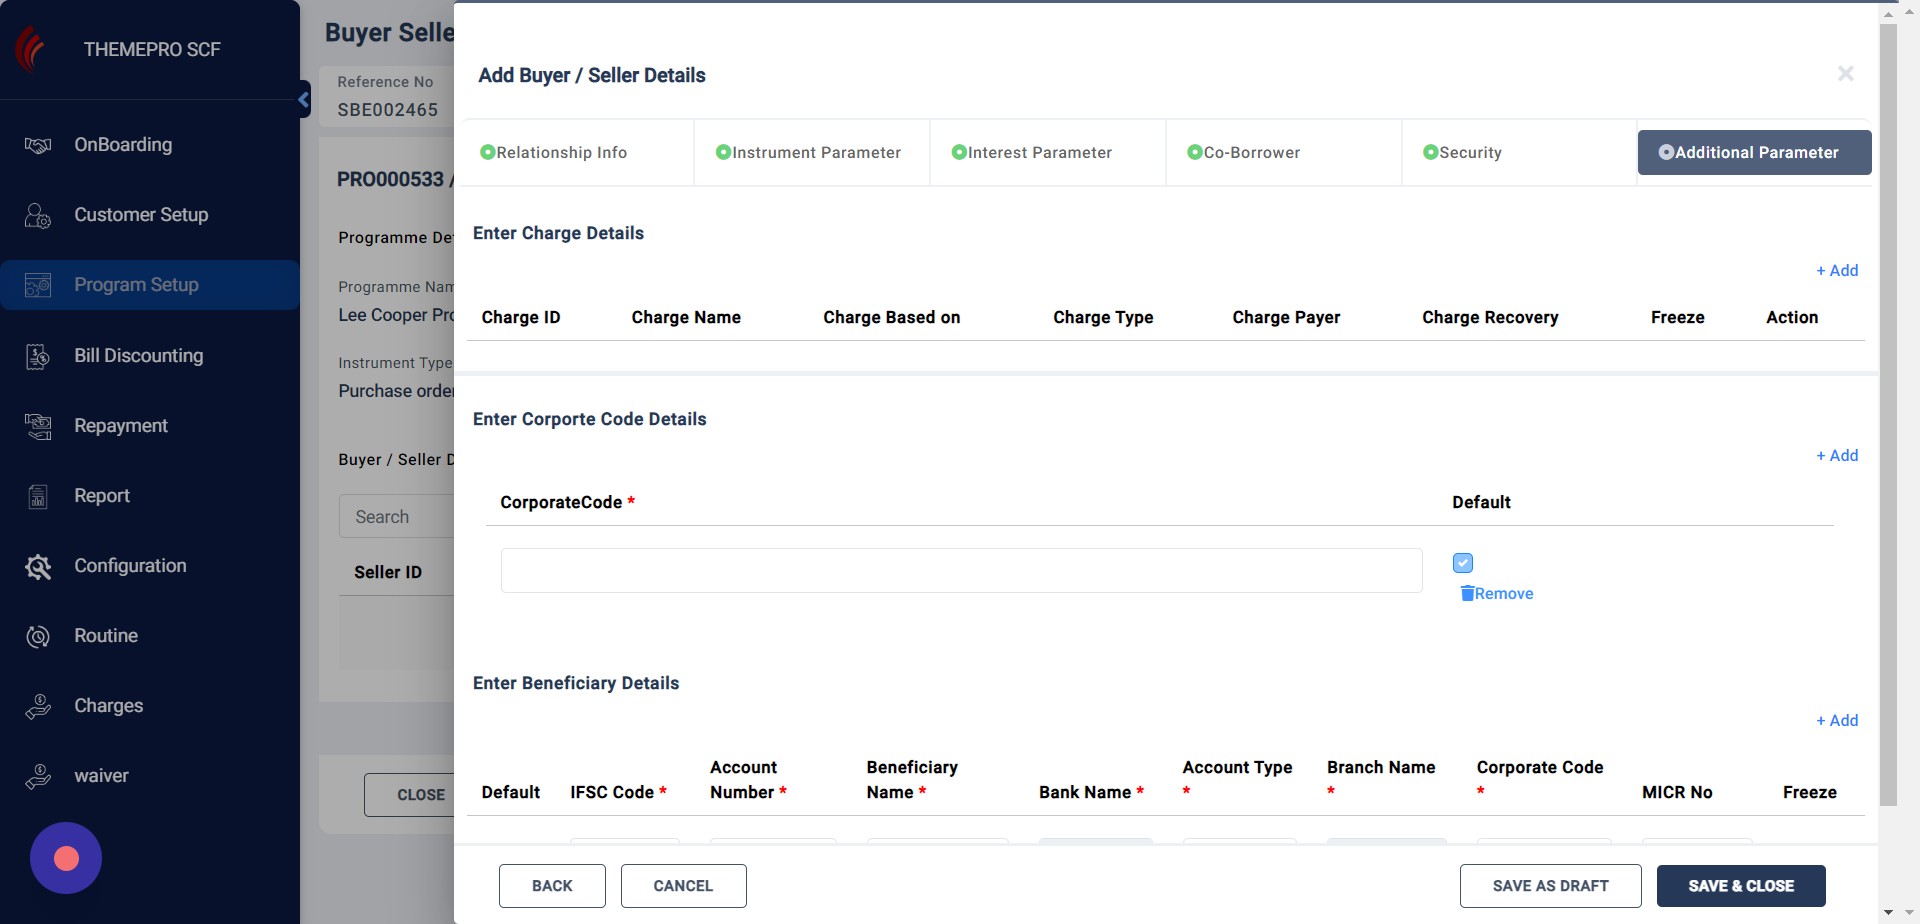 THEMEPRO SCF
OnBoarding
Customer Setup
Program Setup
Bill Discounting
Repayment
Report
Configuration
Routine
Charges
waiver
Buyer Selle
Reference No
SBE002465
PRO000533 /
Programme De
Programme Nam
Lee Cooper Pro
Instrument Type
Purchase order
Buyer / Seller D
Search
Seller ID
CLOSE
Add Buyer / Seller Details
Relationship Info
Instrument Parameter
Interest Parameter
Co-Borrower
Security
Additional Parameter
Enter Charge Details
+ Add
Charge ID Charge Name Charge Based on Charge Type Charge Payer Charge Recovery Freeze Action
Enter Corporte Code Details
+ Add
CorporateCode * Default
Remove
Enter Beneficiary Details
+ Add
Default
IFSC Code *
Account
Number *
Beneficiary
Name *
Bank Name *
Account Type
*
Branch Name
*
Corporate Code
*
MICR No
Freeze
BACK
CANCEL
SAVE AS DRAFT
SAVE & CLOSE